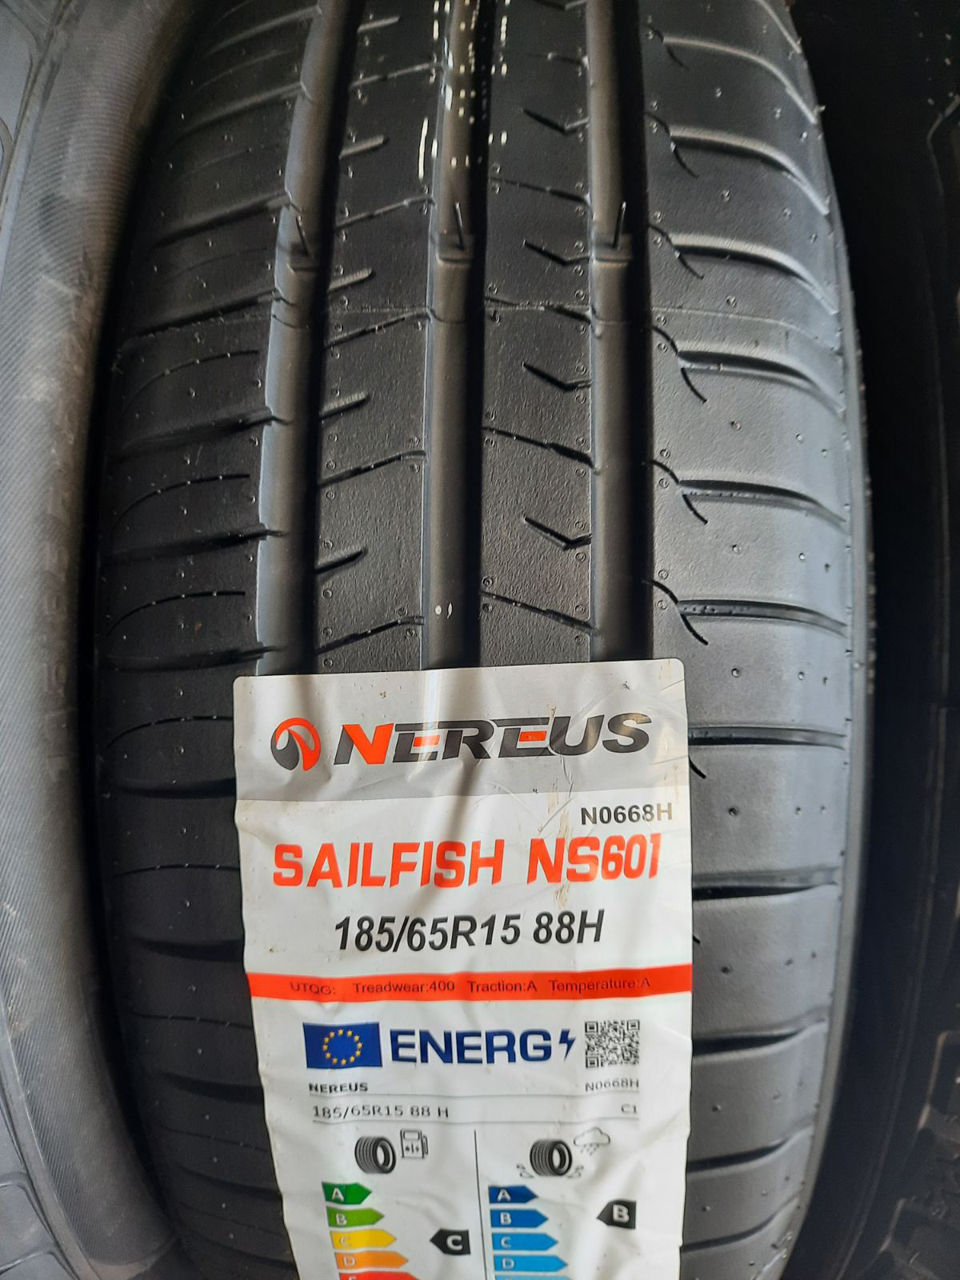 NEREUS
N0668H
SAILFISH NS601
185/65R15 88H
UTQG: Treadwear:400 Traction:A Temperature:A
ENERG
NEREUS N0668H
185/65R15 88 H C1
A A
B B B
C C C
D D